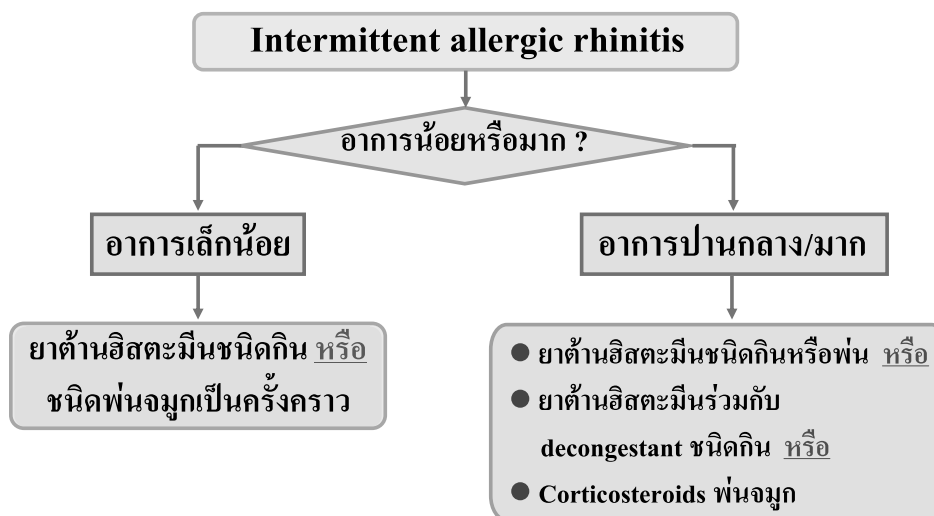 Intermittent allergic rhinitis
อาการน้อยหรือมาก ?
อาการเล็กน้อย
อาการปานกลาง/มาก
ยาต้านฮิสตะมีนชนิดกิน หรือ
ชนิดพ่นจมูกเป็นครั้งคราว
● ยาต้านฮิสตะมีนชนิดกินหรือพ่น หรือ
● ยาต้านฮิสตะมีนร่วมกับ
decongestant ชนิดกิน หรือ
● Corticosteroids พ่นจมูก